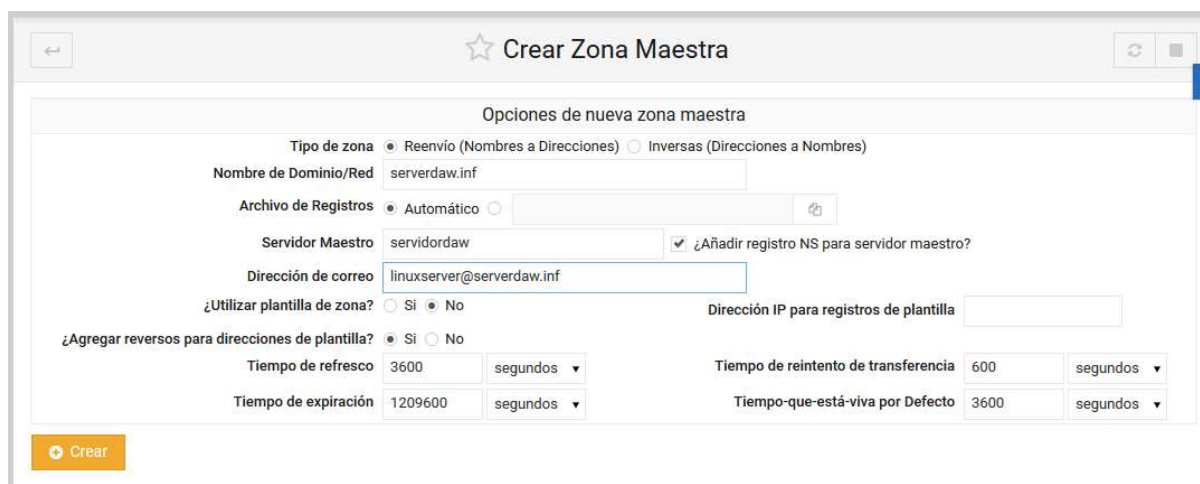 Crear Zona Maestra
Opciones de nueva zona maestra
Tipo de zona Reenvío (Nombres a Direcciones) Inversas (Direcciones a Nombres)
Nombre de Dominio/Red serverdaw.inf
Archivo de Registros Automático
Servidor Maestro servidordaw ¿Añadir registro NS para servidor maestro?
Dirección de correo linuxserver@serverdaw.inf
¿Utilizar plantilla de zona? Si No Dirección IP para registros de plantilla
¿Agregar reversos para direcciones de plantilla? Si No
Tiempo de refresco 3600 segundos Tiempo de reintento de transferencia 600 segundos
Tiempo de expiración 1209600 segundos Tiempo-que-está-viva por Defecto 3600 segundos
Crear